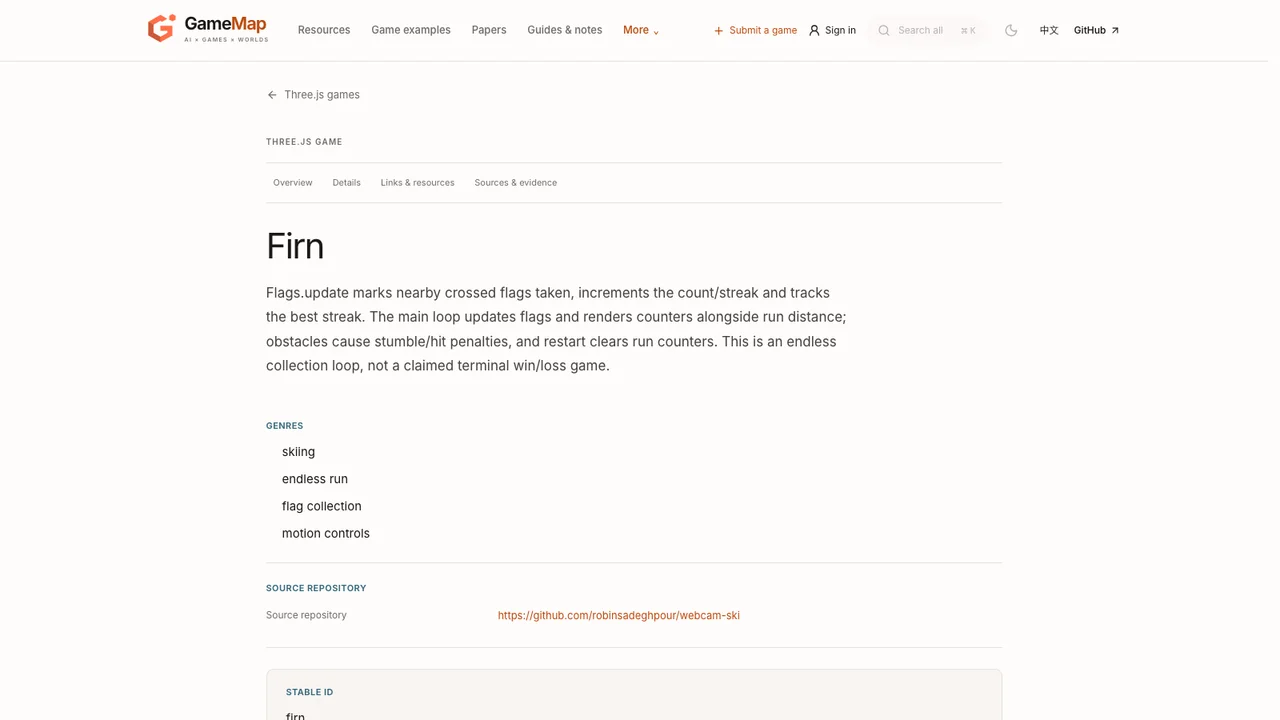 GameMap
AI × GAMES × WORLDS
Resources
Game examples
Papers
Guides & notes
More
+ Submit a game
Sign in
Search all
⌘ K
中文
GitHub ↗
← Three.js games
THREE.JS GAME
Overview
Details
Links & resources
Sources & evidence
Firn
Flags.update marks nearby crossed flags taken, increments the count/streak and tracks
the best streak. The main loop updates flags and renders counters alongside run distance;
obstacles cause stumble/hit penalties, and restart clears run counters. This is an endless
collection loop, not a claimed terminal win/loss game.
GENRES
skiing
endless run
flag collection
motion controls
SOURCE REPOSITORY
Source repository
https://github.com/robinsadeghpour/webcam-ski
STABLE ID
firn